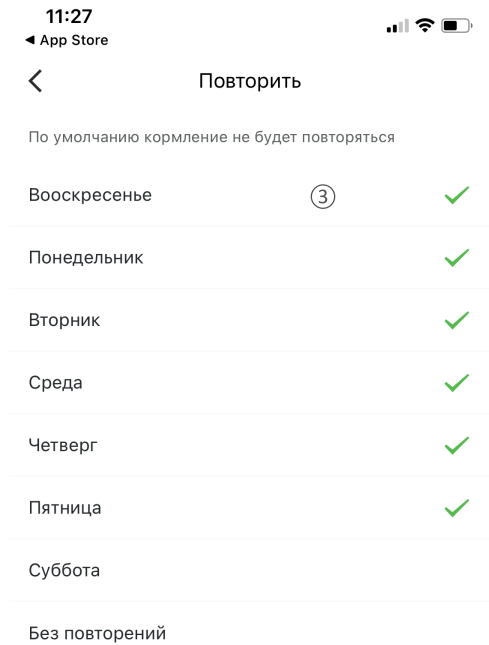 11:27
◀ App Store
Повторить
По умолчанию кормление не будет повторяться
Вооскресенье ③
Понедельник
Вторник
Среда
Четверг
Пятница
Суббота
Без повторений